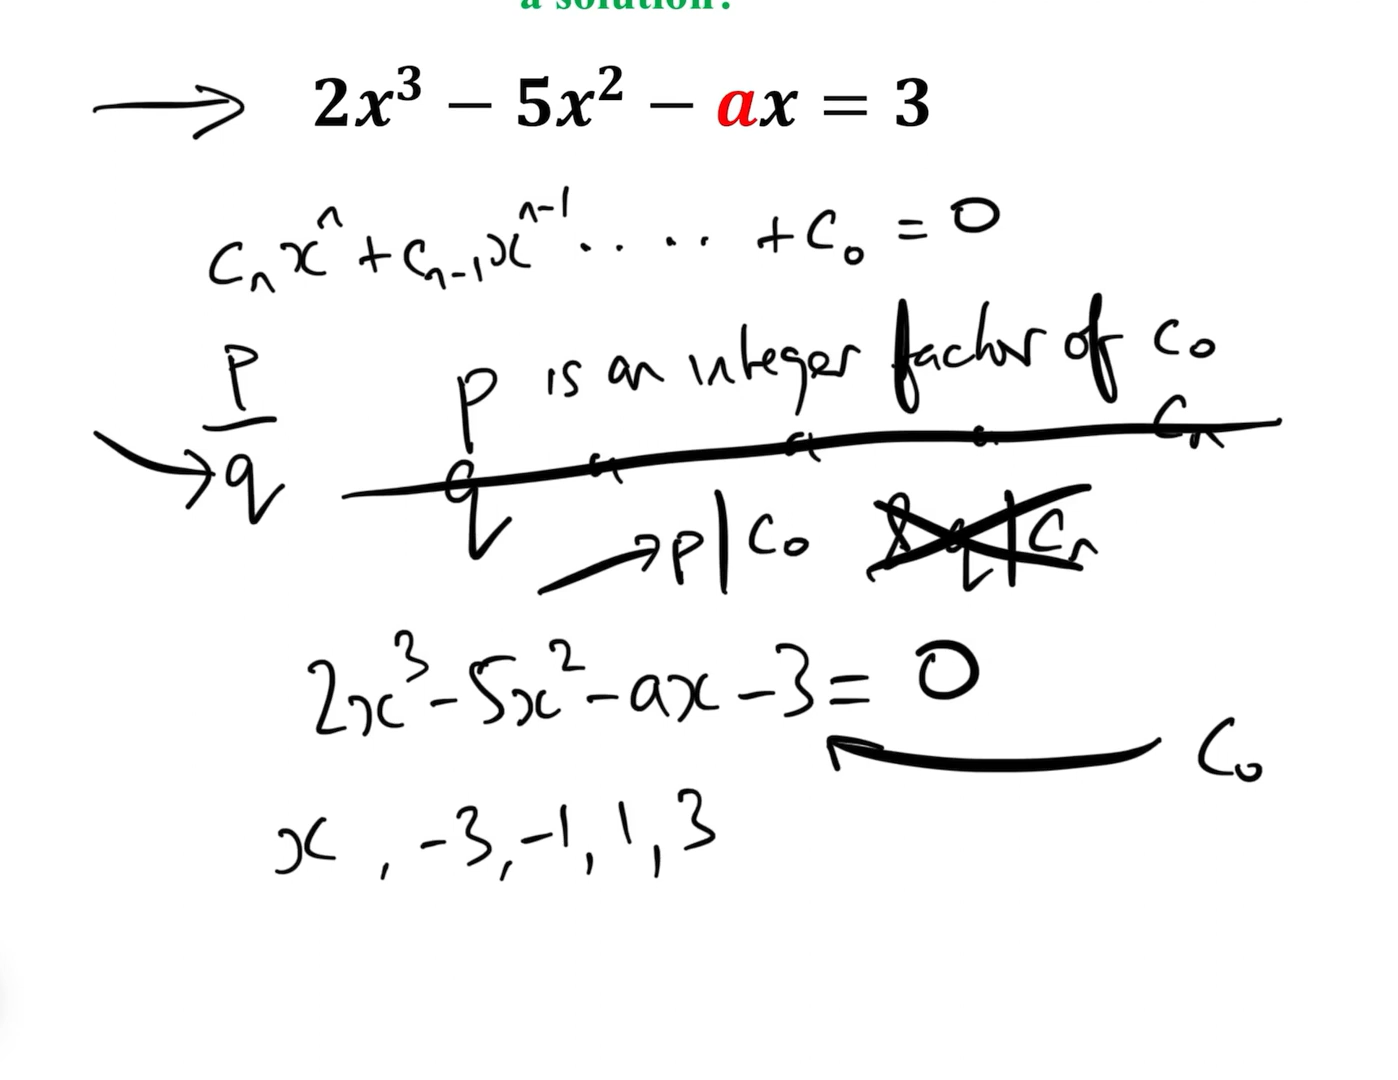 a solution?
2x³ − 5x² − ax = 3
Cₙxⁿ + Cₙ₋₁xⁿ⁻¹ . . . . . . + C₀ = 0
p is an integer factor of C₀
p/q
q " " " Cₙ
p | C₀ & q | Cₙ
2x³ - 5x² - ax - 3 = 0
C₀
x , -3, -1, 1, 3